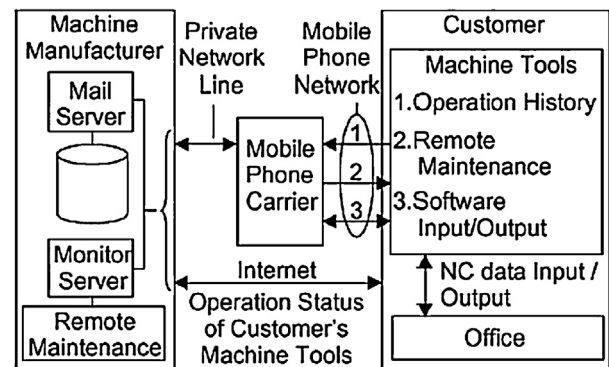 Machine
Manufacturer
Mail
Server
Monitor
Server
Remote
Maintenance
Private
Network
Line
Mobile
Phone
Network
Mobile
Phone
Carrier
1
2
3
Internet
Operation Status
of Customer's
Machine Tools
Customer
Machine Tools
1.Operation History
2.Remote
Maintenance
3.Software
Input/Output
NC data Input /
Output
Office